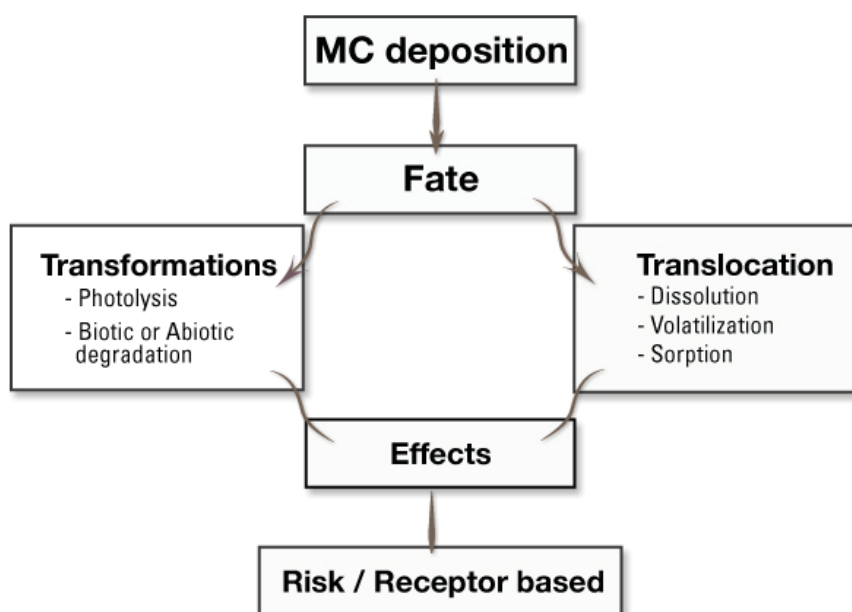 MC deposition
Fate
Transformations
- Photolysis
- Biotic or Abiotic
degradation
Translocation
- Dissolution
- Volatilization
- Sorption
Effects
Risk / Receptor based